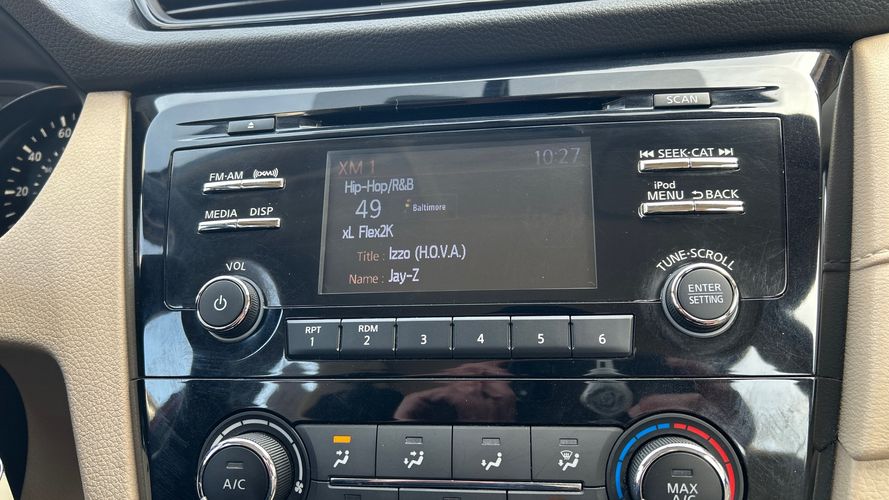 60
40
20
SCAN
FM-AM
MEDIA DISP
VOL
XM 1 10:27
Hip-Hop/R&B
49 Baltimore
xL Flex2K
Title : Izzo (H.O.V.A.)
Name : Jay-Z
SEEK-CAT
iPod
MENU BACK
TUNE-SCROLL
ENTER
SETTING
RPT
1
RDM
2
3 4 5 6
A/C
MAX
A/C